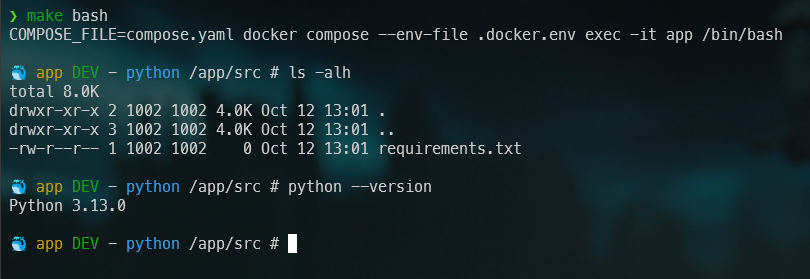 ❯ make bash
COMPOSE_FILE=compose.yaml docker compose --env-file .docker.env exec -it app /bin/bash
🐳 app DEV - python /app/src # ls -alh
total 8.0K
drwxr-xr-x 2 1002 1002 4.0K Oct 12 13:01 .
drwxr-xr-x 3 1002 1002 4.0K Oct 12 13:01 ..
-rw-r--r-- 1 1002 1002    0 Oct 12 13:01 requirements.txt
🐳 app DEV - python /app/src # python --version
Python 3.13.0
🐳 app DEV - python /app/src #